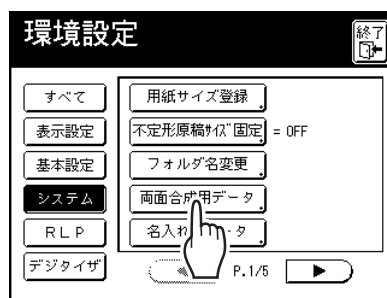 環境設定
終了
すべて
表示設定
基本設定
システム
RLP
デジタイザ
用紙サイズ登録
不定形原稿ｻｲｽﾞ固定 = OFF
フォルダ名変更
両面合成用データ
名入れ
タ
P.1/5